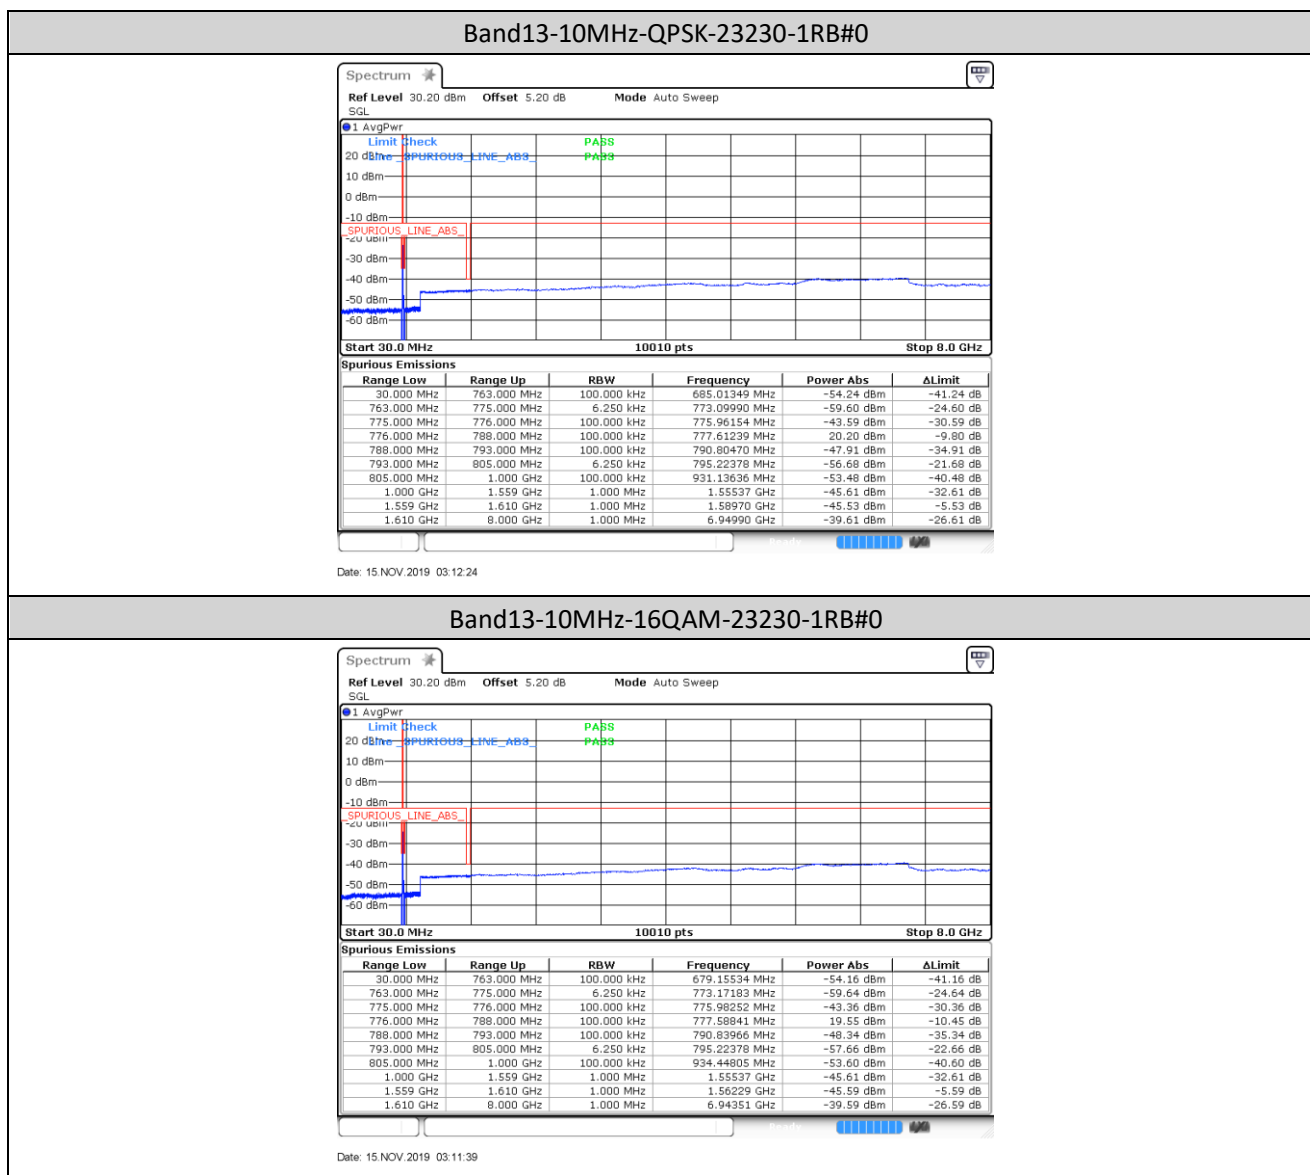 Band13-10MHz-QPSK-23230-1RB#0
Spectrum
Ref Level 30.20 dBm Offset 5.20 dB Mode Auto Sweep
SGL
1 AvgPwr
Limit Check PASS
Line _SPURIOUS_LINE_ABS_ PASS
20 dBm
10 dBm
0 dBm
-10 dBm
_SPURIOUS_LINE_ABS_
-20 dBm
-30 dBm
-40 dBm
-50 dBm
-60 dBm
Start 30.0 MHz 10010 pts Stop 8.0 GHz
Spurious Emissions
Range Low Range Up RBW Frequency Power Abs ΔLimit
30.000 MHz 763.000 MHz 100.000 kHz 685.01349 MHz -54.24 dBm -41.24 dB
763.000 MHz 775.000 MHz 6.250 kHz 773.09990 MHz -59.60 dBm -24.60 dB
775.000 MHz 776.000 MHz 100.000 kHz 775.96154 MHz -43.59 dBm -30.59 dB
776.000 MHz 788.000 MHz 100.000 kHz 777.61239 MHz 20.20 dBm -9.80 dB
788.000 MHz 793.000 MHz 100.000 kHz 790.80470 MHz -47.91 dBm -34.91 dB
793.000 MHz 805.000 MHz 6.250 kHz 795.22378 MHz -56.68 dBm -21.68 dB
805.000 MHz 1.000 GHz 100.000 kHz 931.13636 MHz -53.48 dBm -40.48 dB
1.000 GHz 1.559 GHz 1.000 MHz 1.55537 GHz -45.61 dBm -32.61 dB
1.559 GHz 1.610 GHz 1.000 MHz 1.58970 GHz -45.53 dBm -5.53 dB
1.610 GHz 8.000 GHz 1.000 MHz 6.94990 GHz -39.61 dBm -26.61 dB
Ready
Date: 15.NOV.2019 03:12:24
Band13-10MHz-16QAM-23230-1RB#0
Spectrum
Ref Level 30.20 dBm Offset 5.20 dB Mode Auto Sweep
SGL
1 AvgPwr
Limit Check PASS
Line _SPURIOUS_LINE_ABS_ PASS
20 dBm
10 dBm
0 dBm
-10 dBm
_SPURIOUS_LINE_ABS_
-20 dBm
-30 dBm
-40 dBm
-50 dBm
-60 dBm
Start 30.0 MHz 10010 pts Stop 8.0 GHz
Spurious Emissions
Range Low Range Up RBW Frequency Power Abs ΔLimit
30.000 MHz 763.000 MHz 100.000 kHz 679.15534 MHz -54.16 dBm -41.16 dB
763.000 MHz 775.000 MHz 6.250 kHz 773.17183 MHz -59.64 dBm -24.64 dB
775.000 MHz 776.000 MHz 100.000 kHz 775.98252 MHz -43.36 dBm -30.36 dB
776.000 MHz 788.000 MHz 100.000 kHz 777.58841 MHz 19.55 dBm -10.45 dB
788.000 MHz 793.000 MHz 100.000 kHz 790.83966 MHz -48.34 dBm -35.34 dB
793.000 MHz 805.000 MHz 6.250 kHz 795.22378 MHz -57.66 dBm -22.66 dB
805.000 MHz 1.000 GHz 100.000 kHz 934.44805 MHz -53.60 dBm -40.60 dB
1.000 GHz 1.559 GHz 1.000 MHz 1.55537 GHz -45.61 dBm -32.61 dB
1.559 GHz 1.610 GHz 1.000 MHz 1.56229 GHz -45.59 dBm -5.59 dB
1.610 GHz 8.000 GHz 1.000 MHz 6.94351 GHz -39.59 dBm -26.59 dB
Ready
Date: 15.NOV.2019 03:11:39